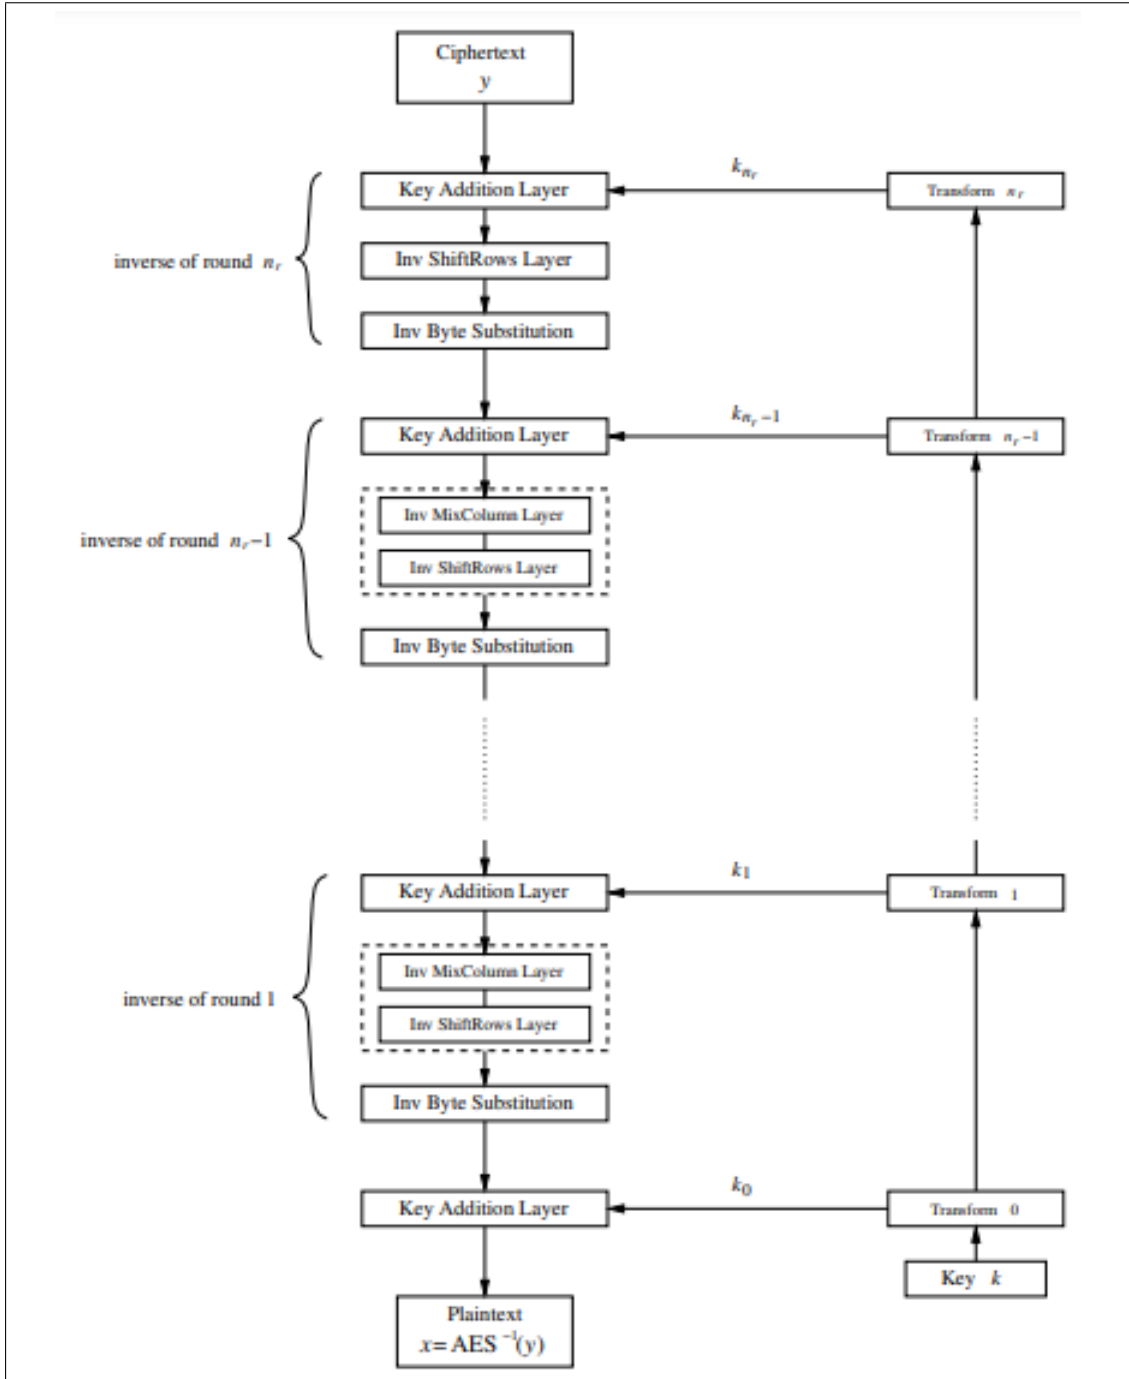 Ciphertext
y
k_{n_r}
Key Addition Layer
Transform n_r
inverse of round n_r
Inv ShiftRows Layer
Inv Byte Substitution
k_{n_r−1}
Key Addition Layer
Transform n_r−1
Inv MixColumn Layer
inverse of round n_r−1
Inv ShiftRows Layer
Inv Byte Substitution
k_1
Key Addition Layer
Transform 1
Inv MixColumn Layer
inverse of round 1
Inv ShiftRows Layer
Inv Byte Substitution
k_0
Key Addition Layer
Transform 0
Key k
Plaintext
x= AES^{−1}(y)